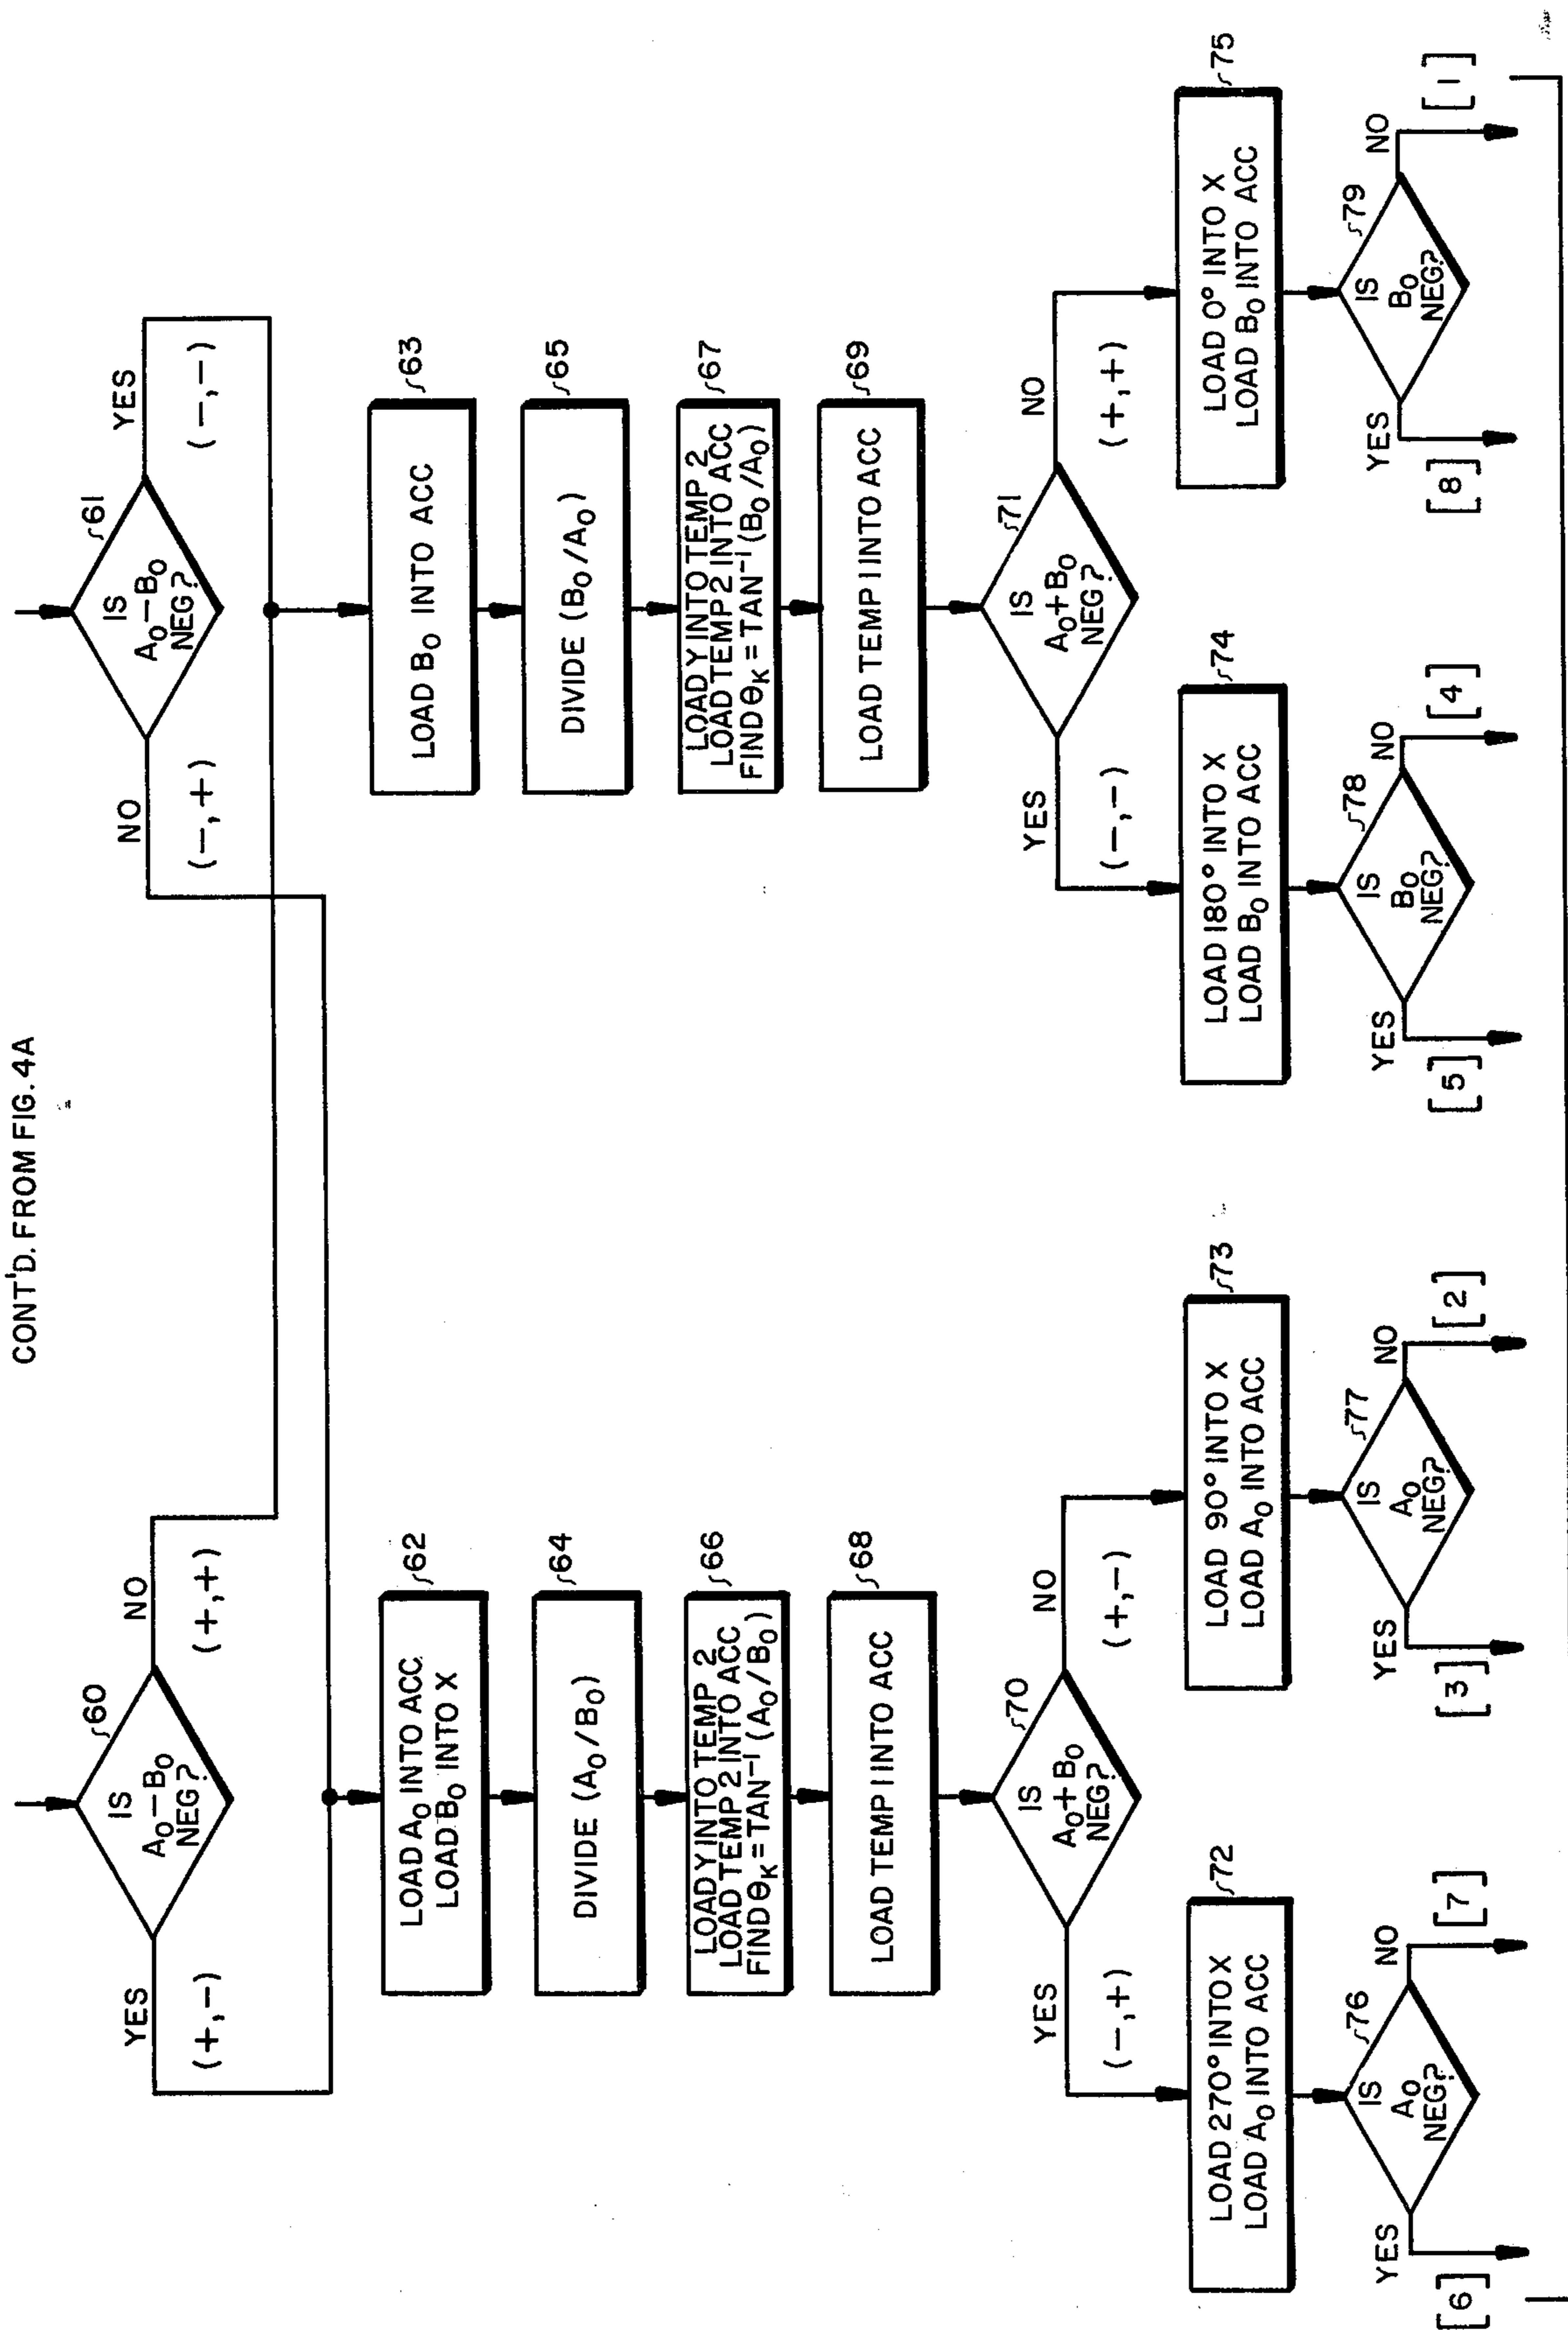 CONT'D. FROM FIG. 4A
60
IS
A₀−B₀
NEG?
YES
(+,−)
NO
(+,+)
61
IS
A₀−B₀
NEG?
NO
(−,+)
YES
(−,−)
62
LOAD A₀ INTO ACC
LOAD B₀ INTO X
64
DIVIDE (A₀/B₀)
66
LOAD Y INTO TEMP 2
LOAD TEMP 2 INTO ACC
FIND θK = TAN⁻¹ (A₀/B₀)
68
LOAD TEMP 1 INTO ACC
63
LOAD B₀ INTO ACC
65
DIVIDE (B₀/A₀)
67
LOAD Y INTO TEMP 2
LOAD TEMP 2 INTO ACC
FIND θK = TAN⁻¹ (B₀/A₀)
69
LOAD TEMP 1 INTO ACC
70
IS
A₀+B₀
NEG?
YES
(−,+)
NO
(+,−)
71
IS
A₀+B₀
NEG?
YES
(−,−)
NO
(+,+)
72
LOAD 270° INTO X
LOAD A₀ INTO ACC
73
LOAD 90° INTO X
LOAD A₀ INTO ACC
74
LOAD 180° INTO X
LOAD B₀ INTO ACC
75
LOAD 0° INTO X
LOAD B₀ INTO ACC
76
IS
A₀
NEG?
YES
[6]
NO
[7]
77
IS
A₀
NEG?
YES
[3]
NO
[2]
78
IS
B₀
NEG?
YES
[5]
NO
[4]
79
IS
B₀
NEG?
YES
[8]
NO
[1]